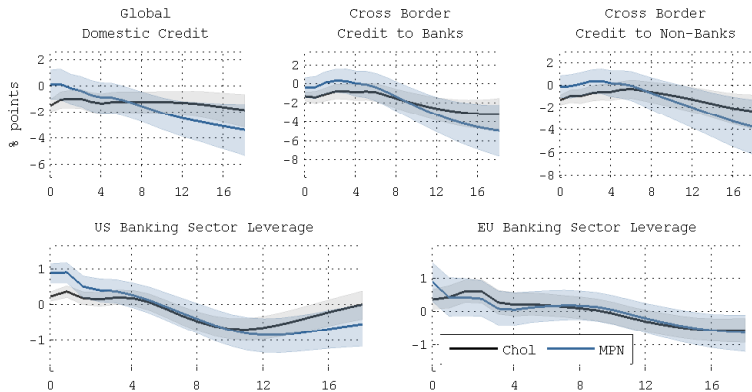 Global
Domestic Credit
Cross Border
Credit to Banks
Cross Border
Credit to Non-Banks
% points
2
0
-2
-4
-6
0 4 8 12 16
2
0
-2
-4
-6
-8
0 4 8 12 16
2
0
-2
-4
-6
-8
0 4 8 12 16
US Banking Sector Leverage
EU Banking Sector Leverage
1
0
-1
0 4 8 12 16
1
0
-1
0 4 8 12 16
Chol MPN